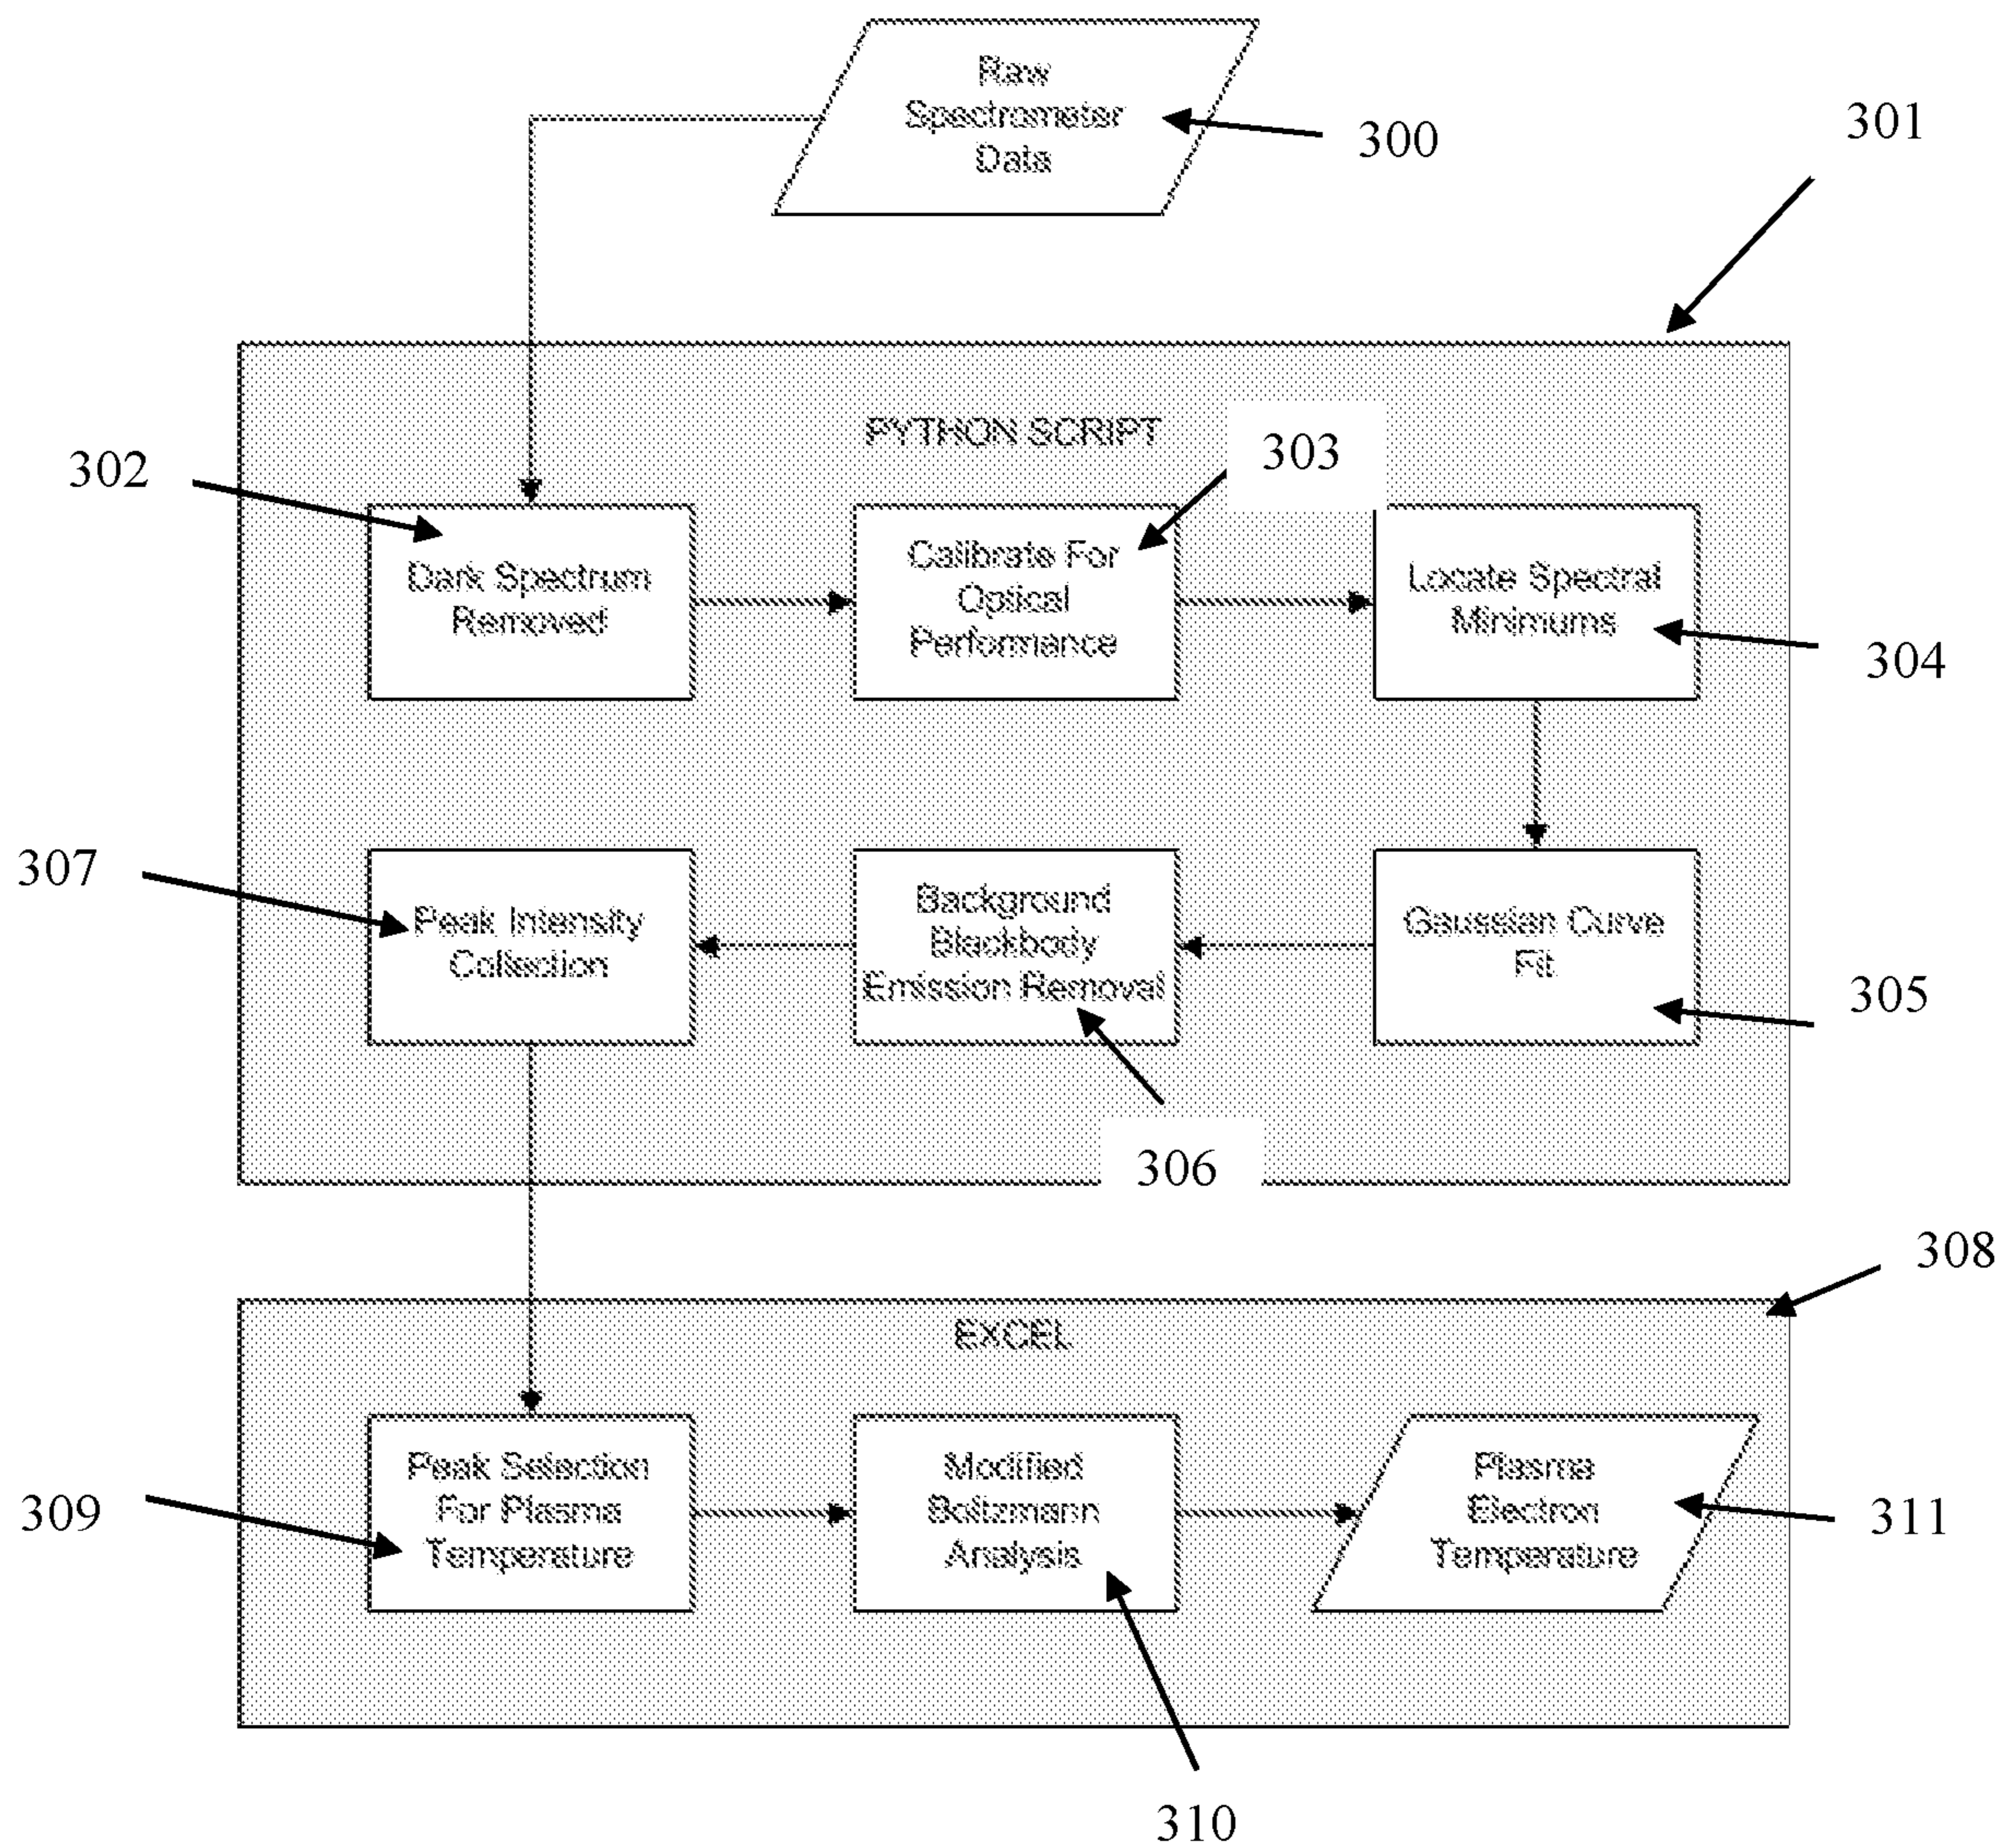 Raw
Spectrometer
Data
300
301
PYTHON SCRIPT
302
303
Dark Spectrum
Removed
Calibrate For
Optical
Performance
Locate Spectral
Minimums
304
307
Peak Intensity
Collection
Background
Blackbody
Emission Removal
Gaussian Curve
Fit
305
306
308
EXCEL
309
Peak Selection
For Plasma
Temperature
Modified
Boltzmann
Analysis
Plasma
Electron
Temperature
311
310